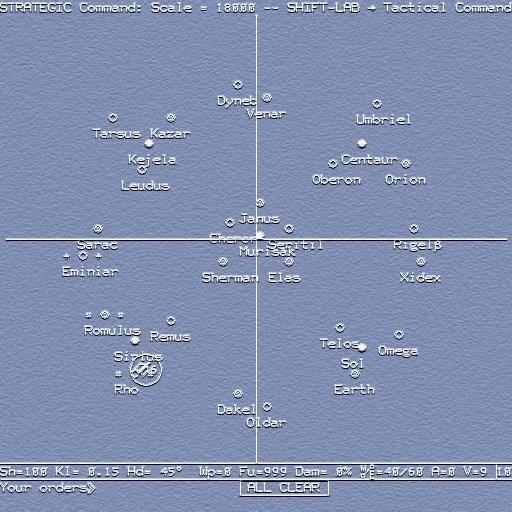 STRATEGIC Command: Scale = 18000 -- SHIFT-LAB → Tactical Command
Dyneb
Venar
Umbriel
Tarsus Kazar
Kejela
Centaur
Leudus
Oberon
Orion
Janus
Cheron
Sarac
Seritil
Rigelβ
Murisak
Eminiar
Sherman
Elas
Xidex
Romulus
Remus
Telos
Omega
Sirius
Sol
Rho
Earth
Dakel
Oldar
Sh=100 Kl= 0.15 Hd= 45° Wp=0 Fu=999 Dam= 0% =40/60 A=0 V=9 10
Your orders»
ALL CLEAR